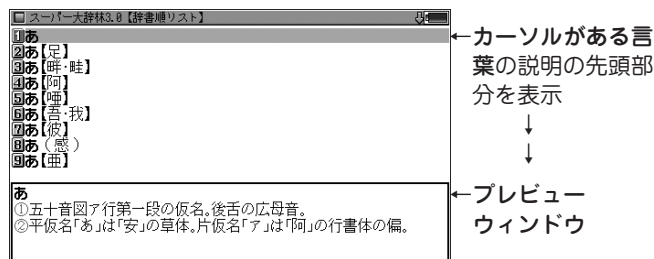 スーパー大辞林3.0【辞書順リスト】
1あ
2あ【足】
3あ【畔・畦】
4あ【阿】
5あ【唖】
6あ【吾・我】
7あ【彼】
8あ（感）
9あ【亜】
←カーソルがある言
葉の説明の先頭部
分を表示
↓
↓
←プレビュー
ウィンドウ
あ
①五十音図ア行第一段の仮名。後舌の広母音。
②平仮名「あ」は「安」の草体。片仮名「ア」は「阿」の行書体の偏。